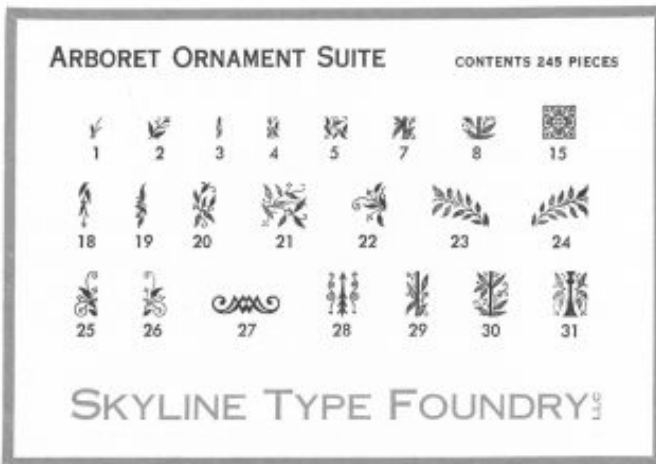 ARBORET ORNAMENT SUITE CONTENTS 245 PIECES
1 2 3 4 5 7 8 15
18 19 20 21 22 23 24
25 26 27 28 29 30 31
SKYLINE TYPE FOUNDRY LLC